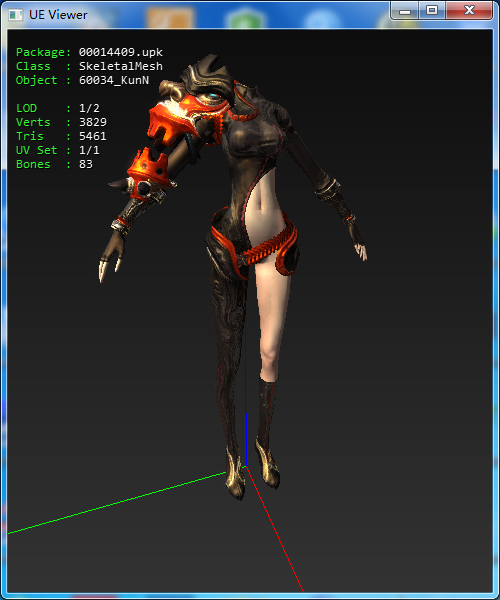 UE Viewer
Package: 00014409.upk
Class : SkeletalMesh
Object : 60034_KunN
LOD : 1/2
Verts : 3829
Tris : 5461
UV Set : 1/1
Bones : 83